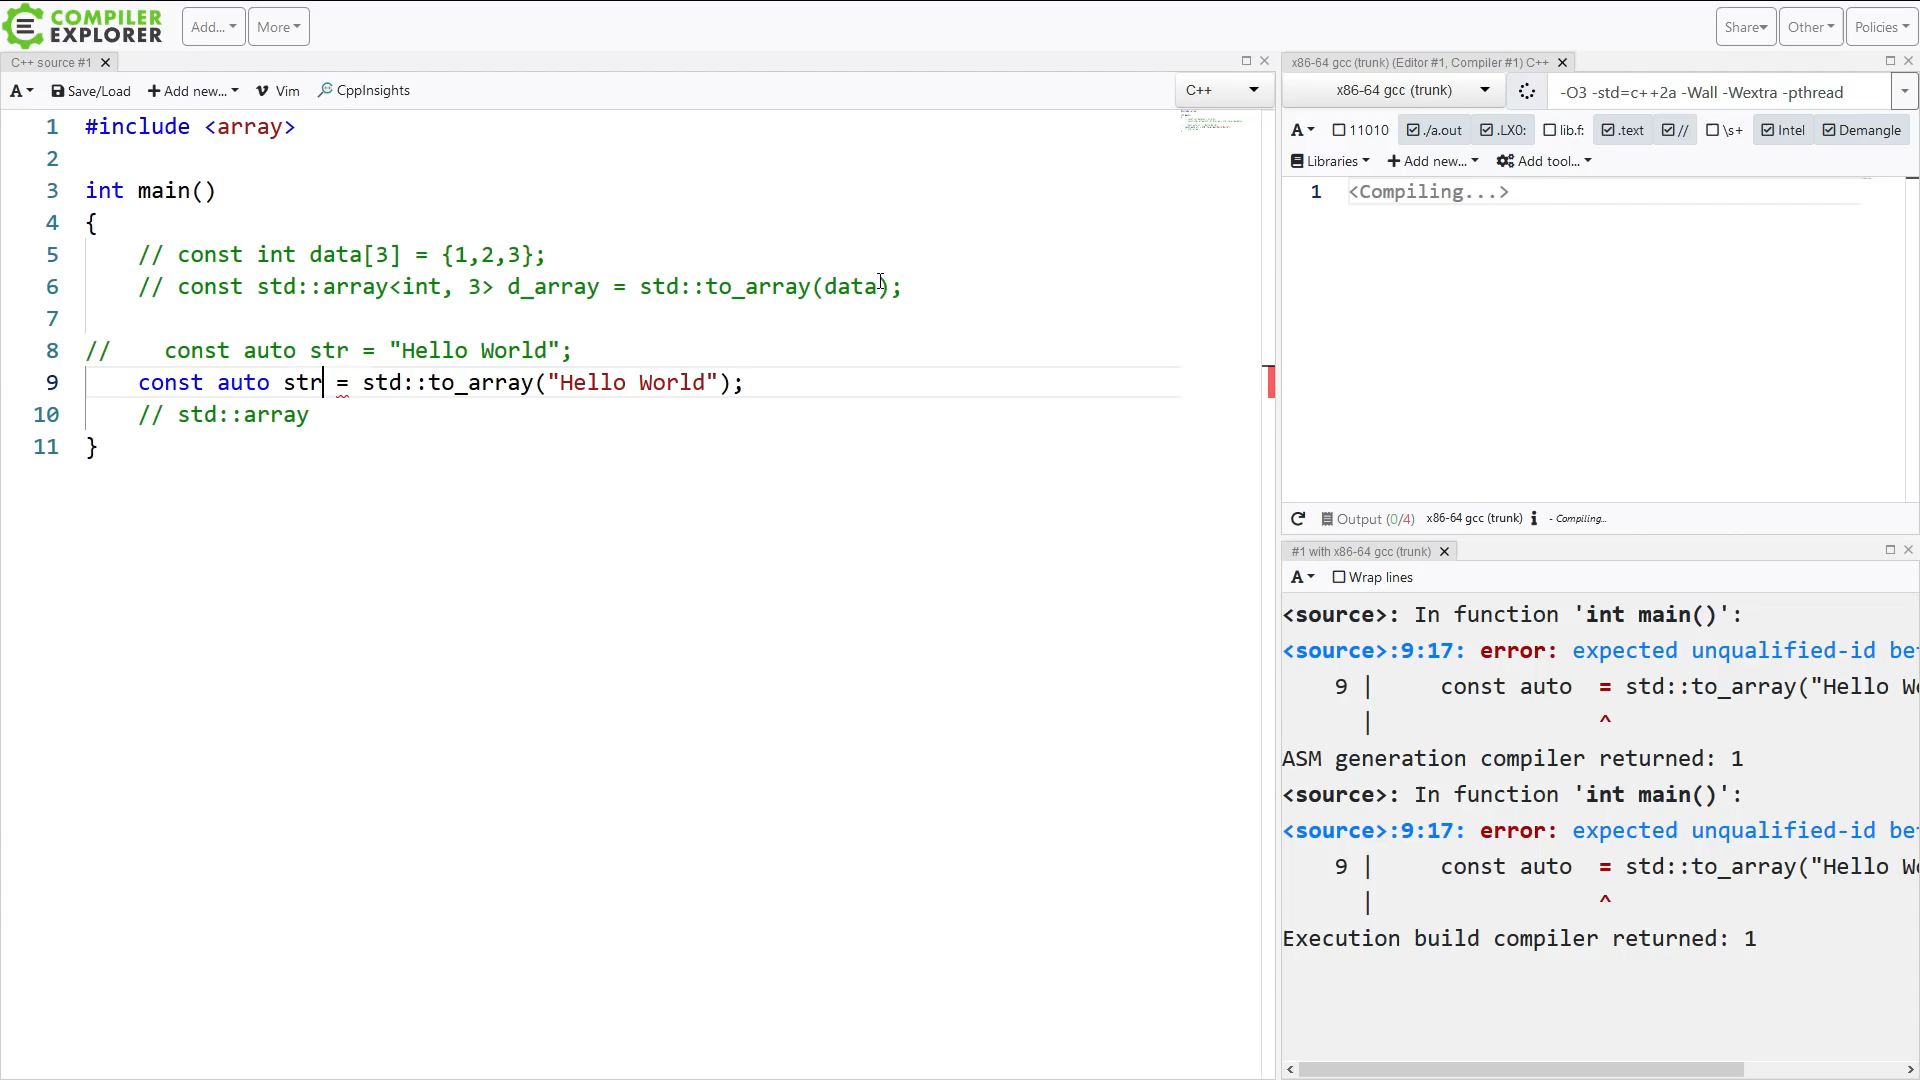 COMPILER
EXPLORER
Add...
More
Share
Other
Policies
C++ source #1
A
Save/Load
Add new...
Vim
CppInsights
C++
1 #include <array>
2
3 int main()
4 {
5 // const int data[3] = {1,2,3};
6 // const std::array<int, 3> d_array = std::to_array(data);
7
8 // const auto str = "Hello World";
9 const auto str = std::to_array("Hello World");
10 // std::array
11 }
x86-64 gcc (trunk) (Editor #1, Compiler #1) C++
x86-64 gcc (trunk)
-O3 -std=c++2a -Wall -Wextra -pthread
A
11010
./a.out
.LX0:
lib.f:
.text
//
\s+
Intel
Demangle
Libraries
Add new...
Add tool...
1 <Compiling...>
Output (0/4) x86-64 gcc (trunk) i - Compiling...
#1 with x86-64 gcc (trunk)
A
Wrap lines
<source>: In function 'int main()':
<source>:9:17: error: expected unqualified-id be
9 | const auto = std::to_array("Hello W
| ^
ASM generation compiler returned: 1
<source>: In function 'int main()':
<source>:9:17: error: expected unqualified-id be
9 | const auto = std::to_array("Hello W
| ^
Execution build compiler returned: 1